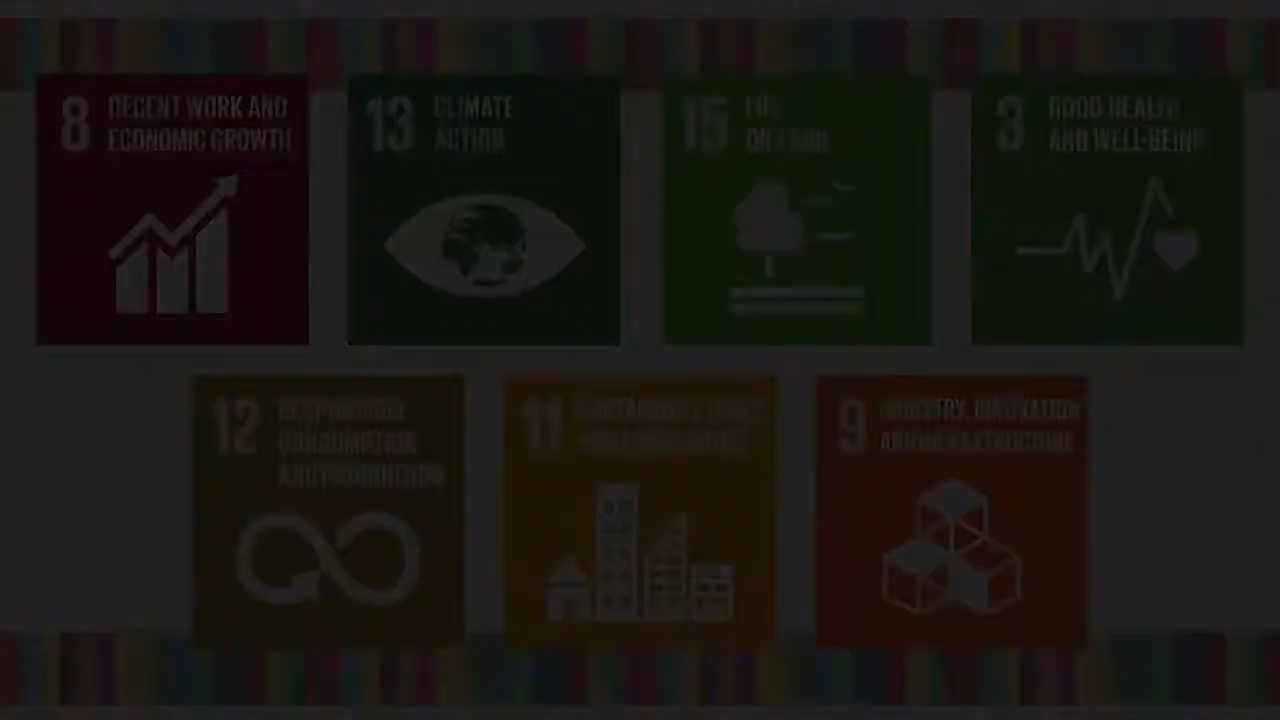 8 DECENT WORK AND
ECONOMIC GROWTH
13 CLIMATE
ACTION
15 LIFE
ON LAND
3 GOOD HEALTH
AND WELL-BEING
12 RESPONSIBLE
CONSUMPTION
AND PRODUCTION
11 SUSTAINABLE CITIES
AND COMMUNITIES
9 INDUSTRY, INNOVATION
AND INFRASTRUCTURE